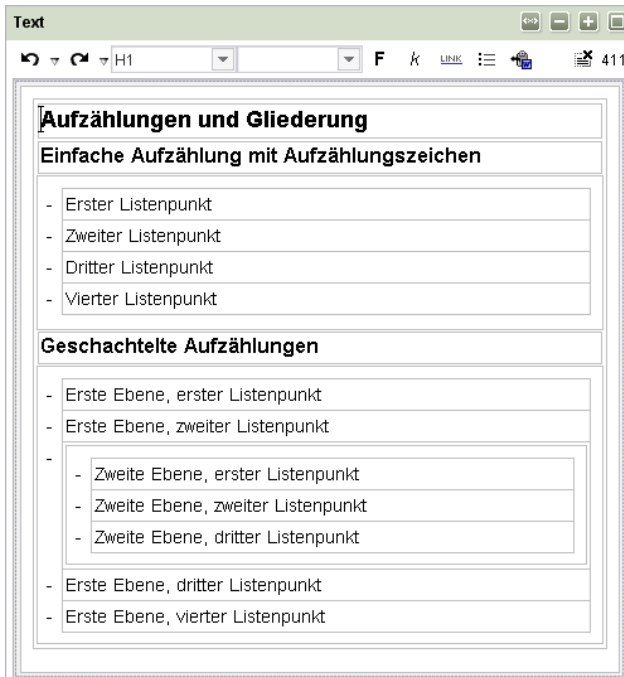 Text
H1
F k LINK 411
Aufzählungen und Gliederung
Einfache Aufzählung mit Aufzählungszeichen
- Erster Listenpunkt
- Zweiter Listenpunkt
- Dritter Listenpunkt
- Vierter Listenpunkt
Geschachtelte Aufzählungen
- Erste Ebene, erster Listenpunkt
- Erste Ebene, zweiter Listenpunkt
-
- Zweite Ebene, erster Listenpunkt
- Zweite Ebene, zweiter Listenpunkt
- Zweite Ebene, dritter Listenpunkt
- Erste Ebene, dritter Listenpunkt
- Erste Ebene, vierter Listenpunkt